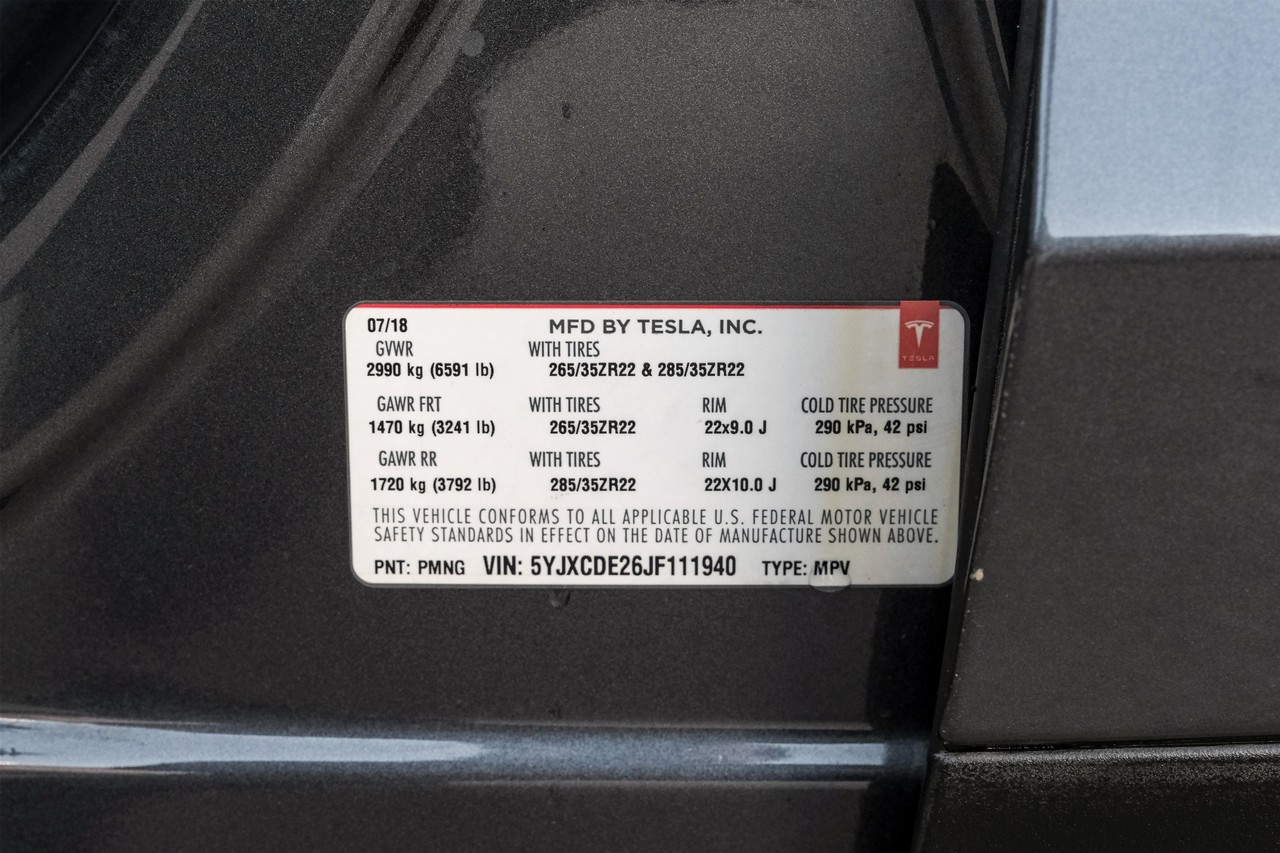 07/18 MFD BY TESLA, INC.
GVWR WITH TIRES
2990 kg (6591 lb) 265/35ZR22 & 285/35ZR22
TESLA
GAWR FRT WITH TIRES RIM COLD TIRE PRESSURE
1470 kg (3241 lb) 265/35ZR22 22x9.0 J 290 kPa, 42 psi
GAWR RR WITH TIRES RIM COLD TIRE PRESSURE
1720 kg (3792 lb) 285/35ZR22 22X10.0 J 290 kPa, 42 psi
THIS VEHICLE CONFORMS TO ALL APPLICABLE U.S. FEDERAL MOTOR VEHICLE
SAFETY STANDARDS IN EFFECT ON THE DATE OF MANUFACTURE SHOWN ABOVE.
PNT: PMNG VIN: 5YJXCDE26JF111940 TYPE: MPV